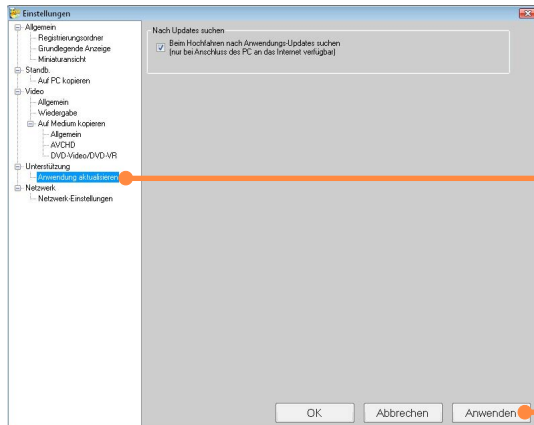 Einstellungen
Allgemein
Registrierungsordner
Grundlegende Anzeige
Miniaturansicht
Standb.
Auf PC kopieren
Video
Allgemein
Wiedergabe
Auf Medium kopieren
Allgemein
AVCHD
DVD-Video/DVD-VR
Unterstützung
Anwendung aktualisieren
Netzwerk
Netzwerk-Einstellungen
Nach Updates suchen
Beim Hochfahren nach Anwendungs-Updates suchen
(nur bei Anschluss des PC an das Internet verfügbar)
OK
Abbrechen
Anwenden